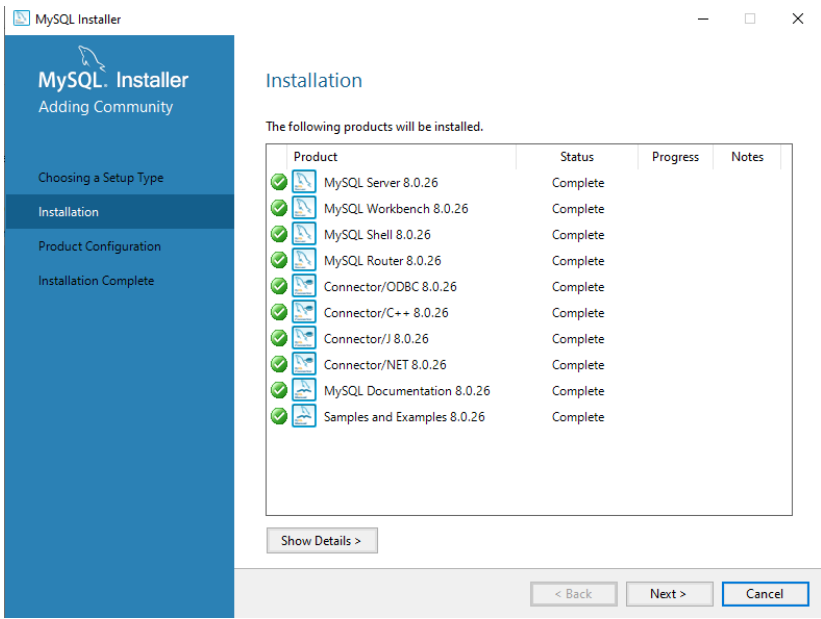 MySQL Installer
MySQL. Installer
Adding Community
Choosing a Setup Type
Installation
Product Configuration
Installation Complete
Installation
The following products will be installed.
Product Status Progress Notes
MySQL Server 8.0.26 Complete
MySQL Workbench 8.0.26 Complete
MySQL Shell 8.0.26 Complete
MySQL Router 8.0.26 Complete
Connector/ODBC 8.0.26 Complete
Connector/C++ 8.0.26 Complete
Connector/J 8.0.26 Complete
Connector/NET 8.0.26 Complete
MySQL Documentation 8.0.26 Complete
Samples and Examples 8.0.26 Complete
Show Details >
< Back Next > Cancel